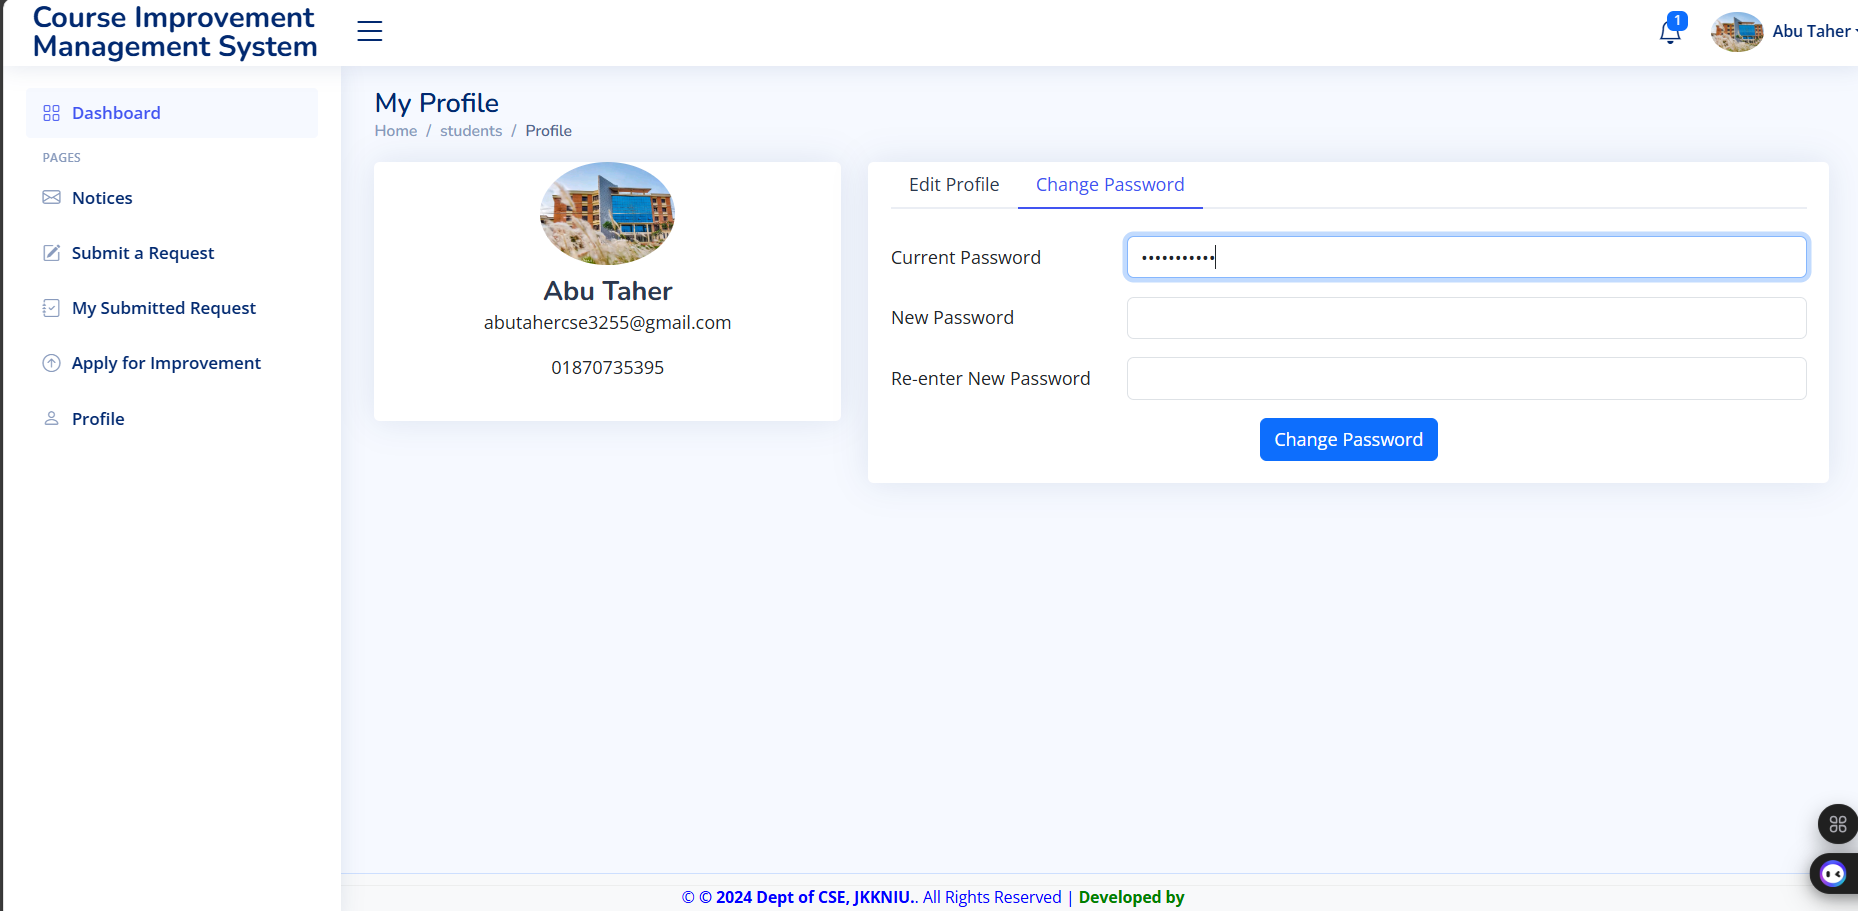 Course Improvement
Management System
1
Abu Taher
Dashboard
PAGES
Notices
Submit a Request
My Submitted Request
Apply for Improvement
Profile
My Profile
Home / students / Profile
Abu Taher
abutahercse3255@gmail.com
01870735395
Edit Profile
Change Password
Current Password
•••••••••••
New Password
Re-enter New Password
Change Password
© © 2024 Dept of CSE, JKKNIU.. All Rights Reserved | Developed by